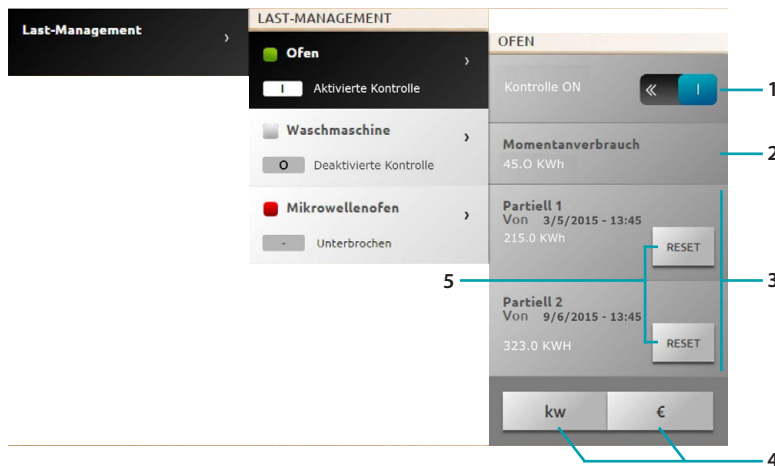 Last-Management
LAST-MANAGEMENT
Ofen
I Aktivierte Kontrolle
Waschmaschine
O Deaktivierte Kontrolle
Mikrowellenofen
- Unterbrochen
OFEN
Kontrolle ON
I
1
Momentanverbrauch
45.0 KWh
2
Partiell 1
Von 3/5/2015 - 13:45
215.0 KWh
RESET
3
5
Partiell 2
Von 9/6/2015 - 13:45
323.0 KWH
RESET
kw
€
4